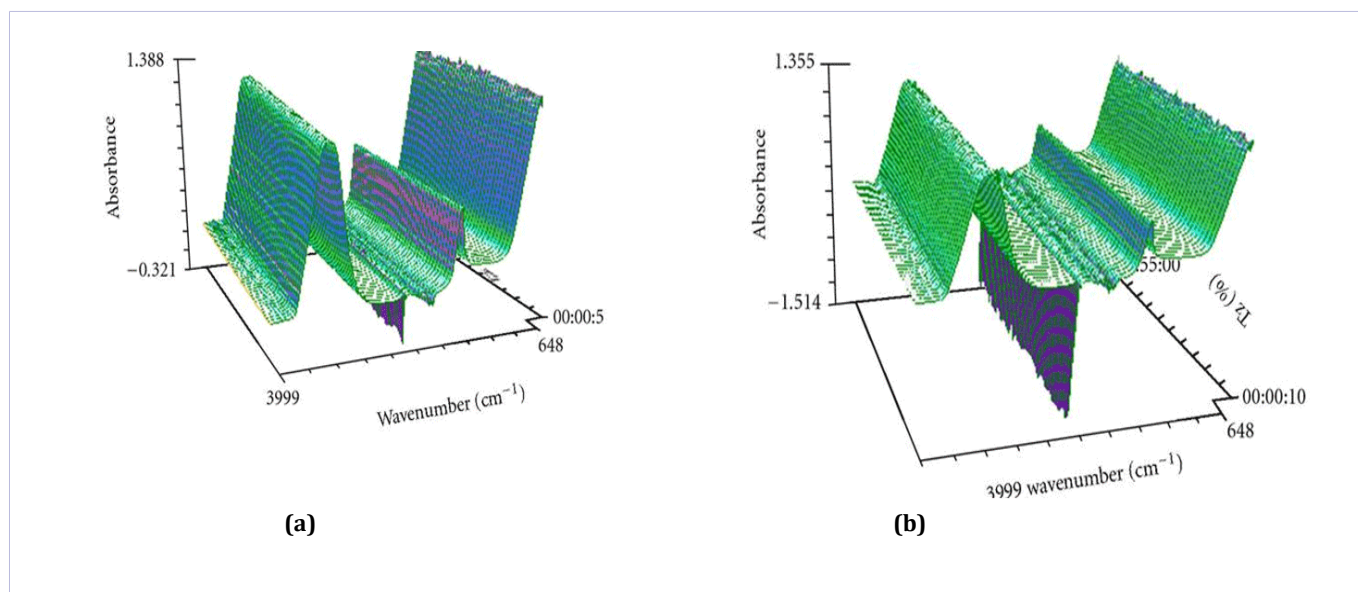 1.388
Absorbance
−0.321
3999
Wavenumber (cm−1)
00:00:5
648
(a)
1.355
Absorbance
−1.514
:55:00
Tz (%)
00:00:10
648
3999 wavenumber (cm−1)
(b)